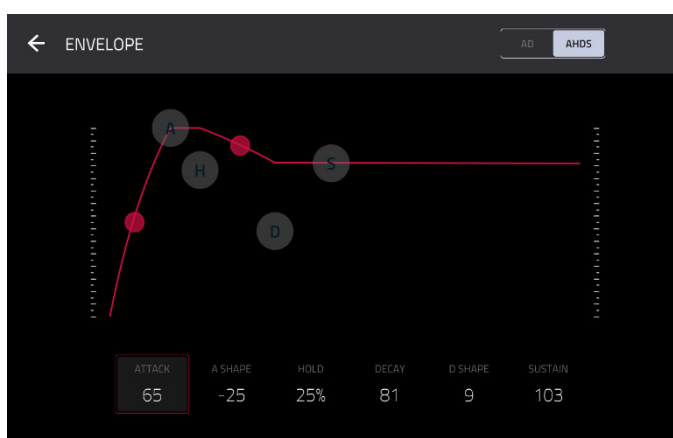 ENVELOPE
AD AHDS
A
H
S
D
ATTACK A SHAPE HOLD DECAY D SHAPE SUSTAIN
65 -25 25% 81 9 103